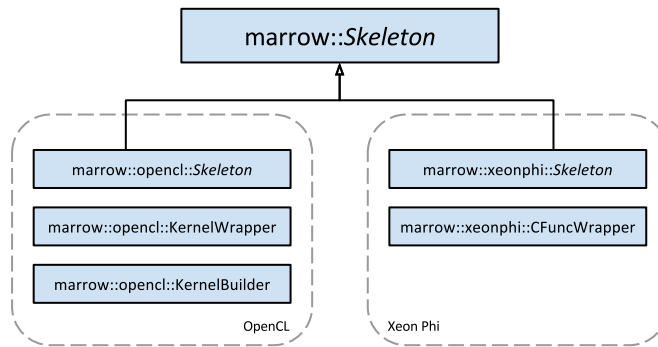 marrow::Skeleton
marrow::opencl::Skeleton
marrow::opencl::KernelWrapper
marrow::opencl::KernelBuilder
OpenCL
marrow::xeonphi::Skeleton
marrow::xeonphi::CFuncWrapper
Xeon Phi